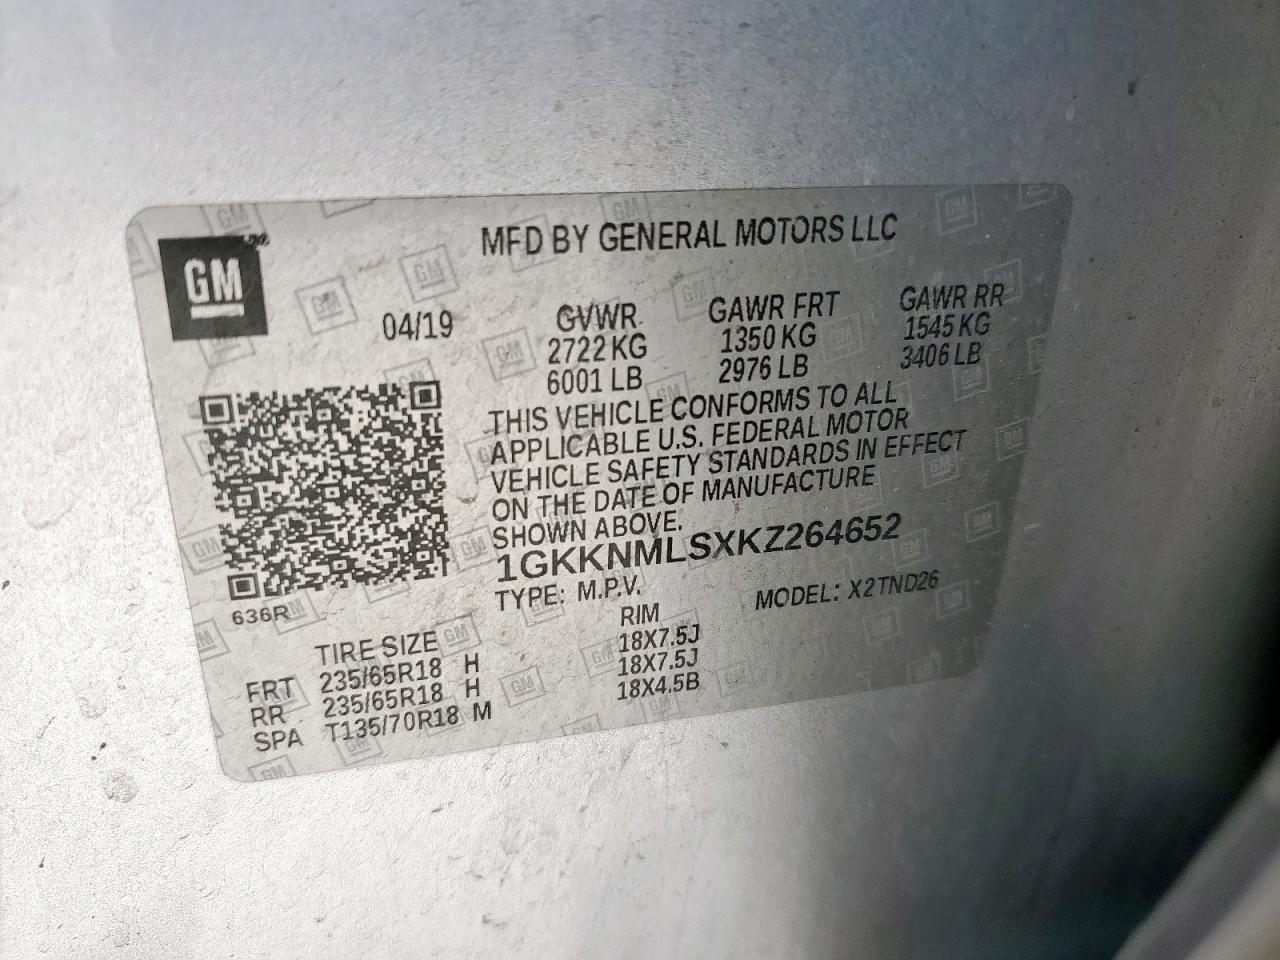 GM
MFD BY GENERAL MOTORS LLC
04/19
GVWR GAWR FRT GAWR RR
2722 KG 1350 KG 1545 KG
6001 LB 2976 LB 3406 LB
THIS VEHICLE CONFORMS TO ALL
APPLICABLE U.S. FEDERAL MOTOR
VEHICLE SAFETY STANDARDS IN EFFECT
ON THE DATE OF MANUFACTURE
SHOWN ABOVE.
1GKKNMLSXKZ264652
TYPE: M.P.V. MODEL: X2TND26
636R
TIRE SIZE RIM
FRT 235/65R18 H 18X7.5J
RR 235/65R18 H 18X7.5J
SPA T135/70R18 M 18X4.5B